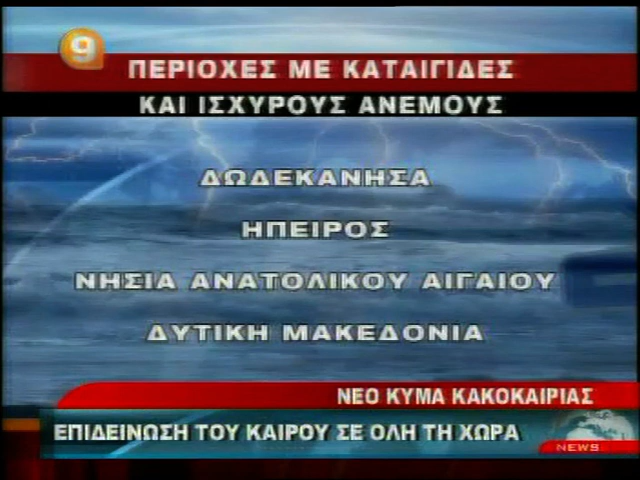 9
ΠΕΡΙΟΧΕΣ ΜΕ ΚΑΤΑΙΓΙΔΕΣ
ΚΑΙ ΙΣΧΥΡΟΥΣ ΑΝΕΜΟΥΣ
ΔΩΔΕΚΑΝΗΣΑ
ΗΠΕΙΡΟΣ
ΝΗΣΙΑ ΑΝΑΤΟΛΙΚΟΥ ΑΙΓΑΙΟΥ
ΔΥΤΙΚΗ ΜΑΚΕΔΟΝΙΑ
ΝΕΟ ΚΥΜΑ ΚΑΚΟΚΑΙΡΙΑΣ
ΕΠΙΔΕΙΝΩΣΗ ΤΟΥ ΚΑΙΡΟΥ ΣΕ ΟΛΗ ΤΗ ΧΩΡΑ
NEWS